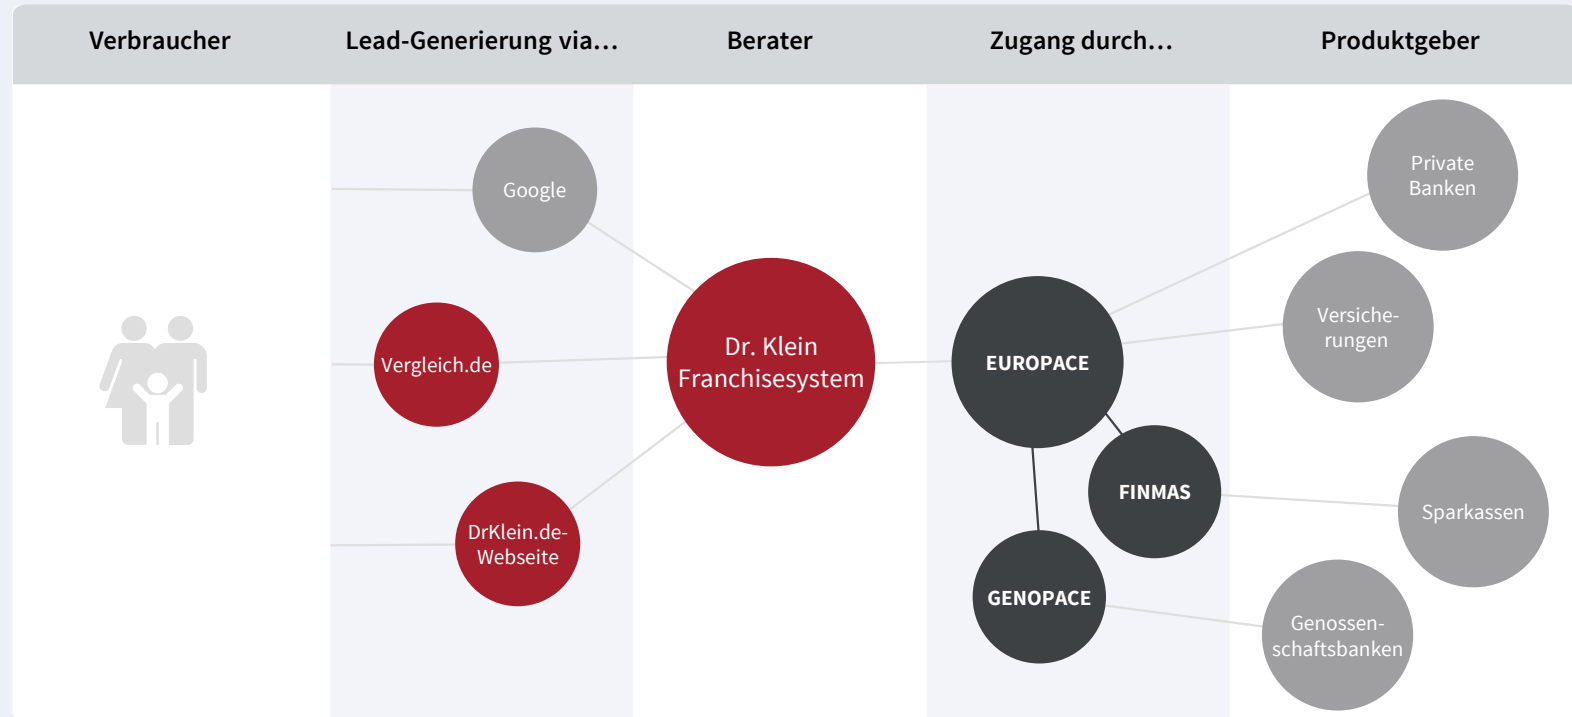 Verbraucher
Lead-Generierung via…
Berater
Zugang durch…
Produktgeber
Google
Vergleich.de
DrKlein.de-
Webseite
Dr. Klein
Franchisesystem
EUROPACE
FINMAS
GENOPACE
Private
Banken
Versiche-
rungen
Sparkassen
Genossen-
schaftsbanken